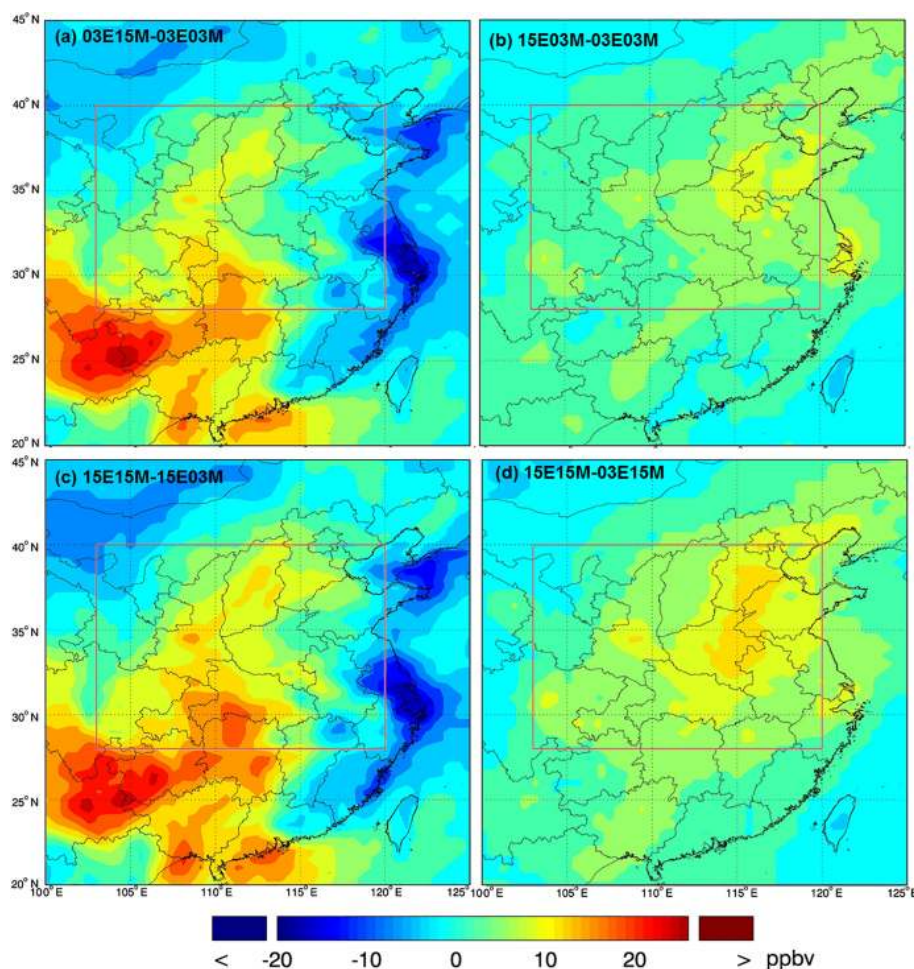 (a) 03E15M-03E03M
(b) 15E03M-03E03M
45° N
40° N
35° N
30° N
25° N
20° N
(c) 15E15M-15E03M
(d) 15E15M-03E15M
45° N
40° N
35° N
30° N
25° N
20° N
100° E 105° E 110° E 115° E 120° E 125° E
100° E 105° E 110° E 115° E 120° E 125° E
< -20 -10 0 10 20 > ppbv